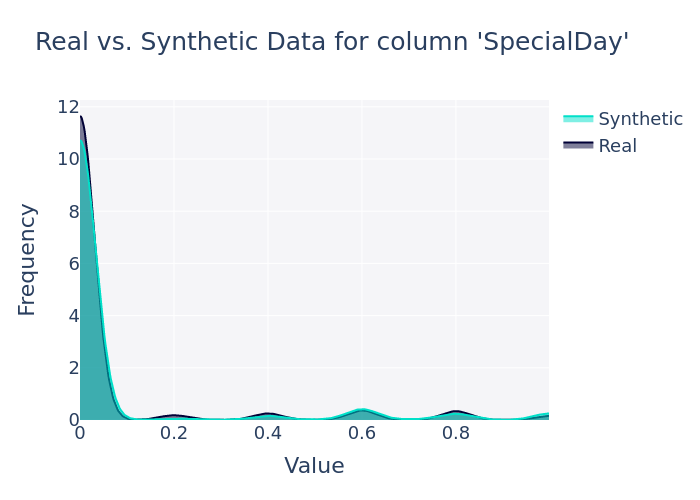 Real vs. Synthetic Data for column 'SpecialDay'
Synthetic
Real
12
10
8
6
4
2
0
Frequency
0 0.2 0.4 0.6 0.8
Value